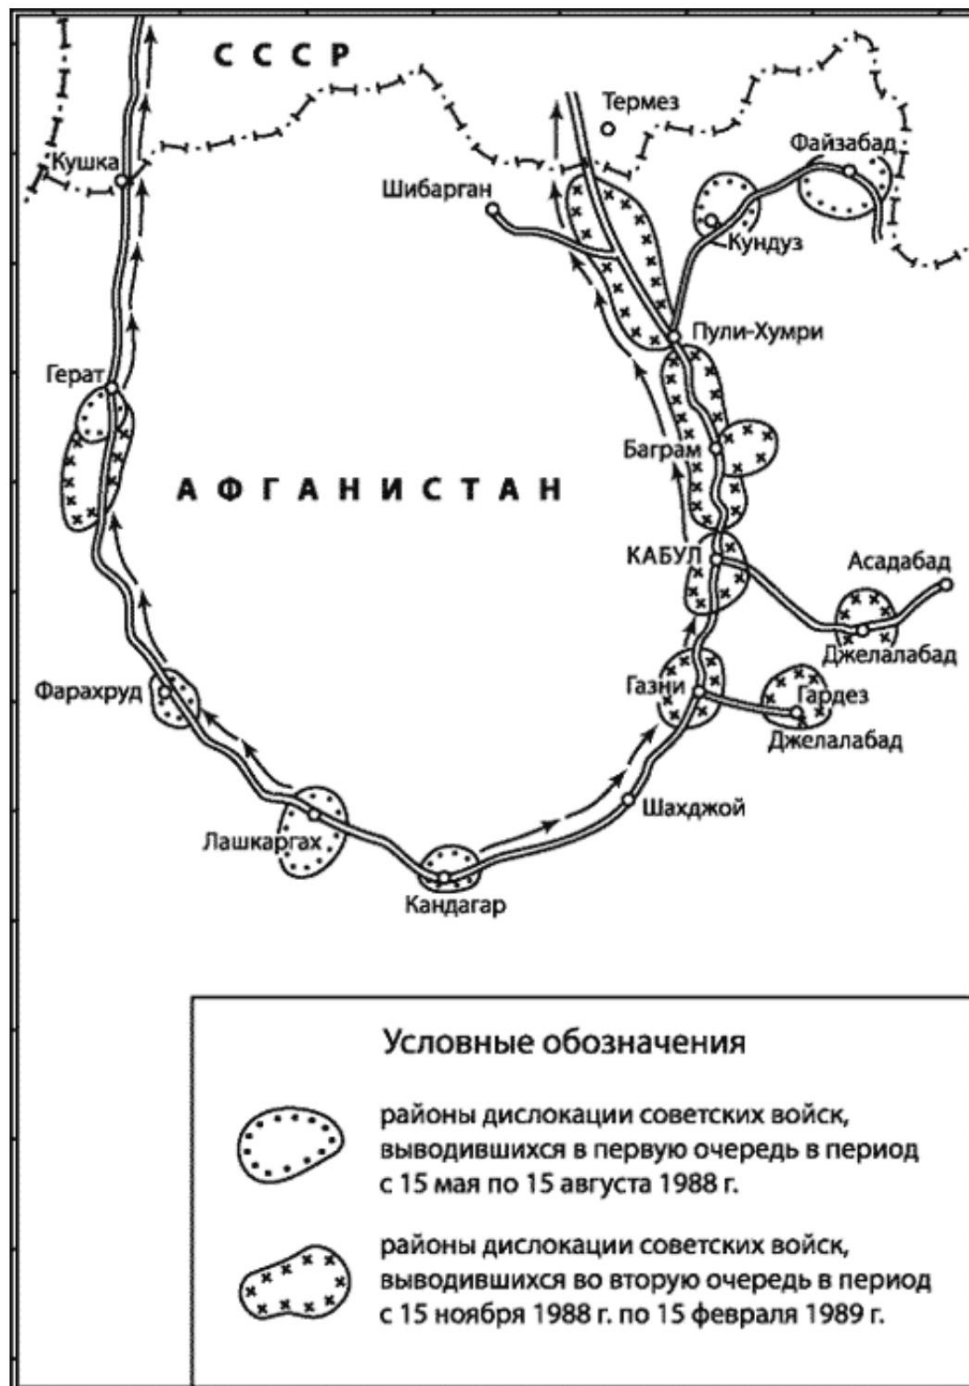 СССР
Термез
Кушка
Файзабад
Шибарган
Кундуз
Пули-Хумри
Герат
Баграм
АФГАНИСТАН
КАБУЛ
Асадабад
Джелалабад
Фарахруд
Газни
Гардез
Джелалабад
Шахджой
Лашкаргах
Кандагар
Условные обозначения
районы дислокации советских войск,
выводившихся в первую очередь в период
с 15 мая по 15 августа 1988 г.
районы дислокации советских войск,
выводившихся во вторую очередь в период
с 15 ноября 1988 г. по 15 февраля 1989 г.